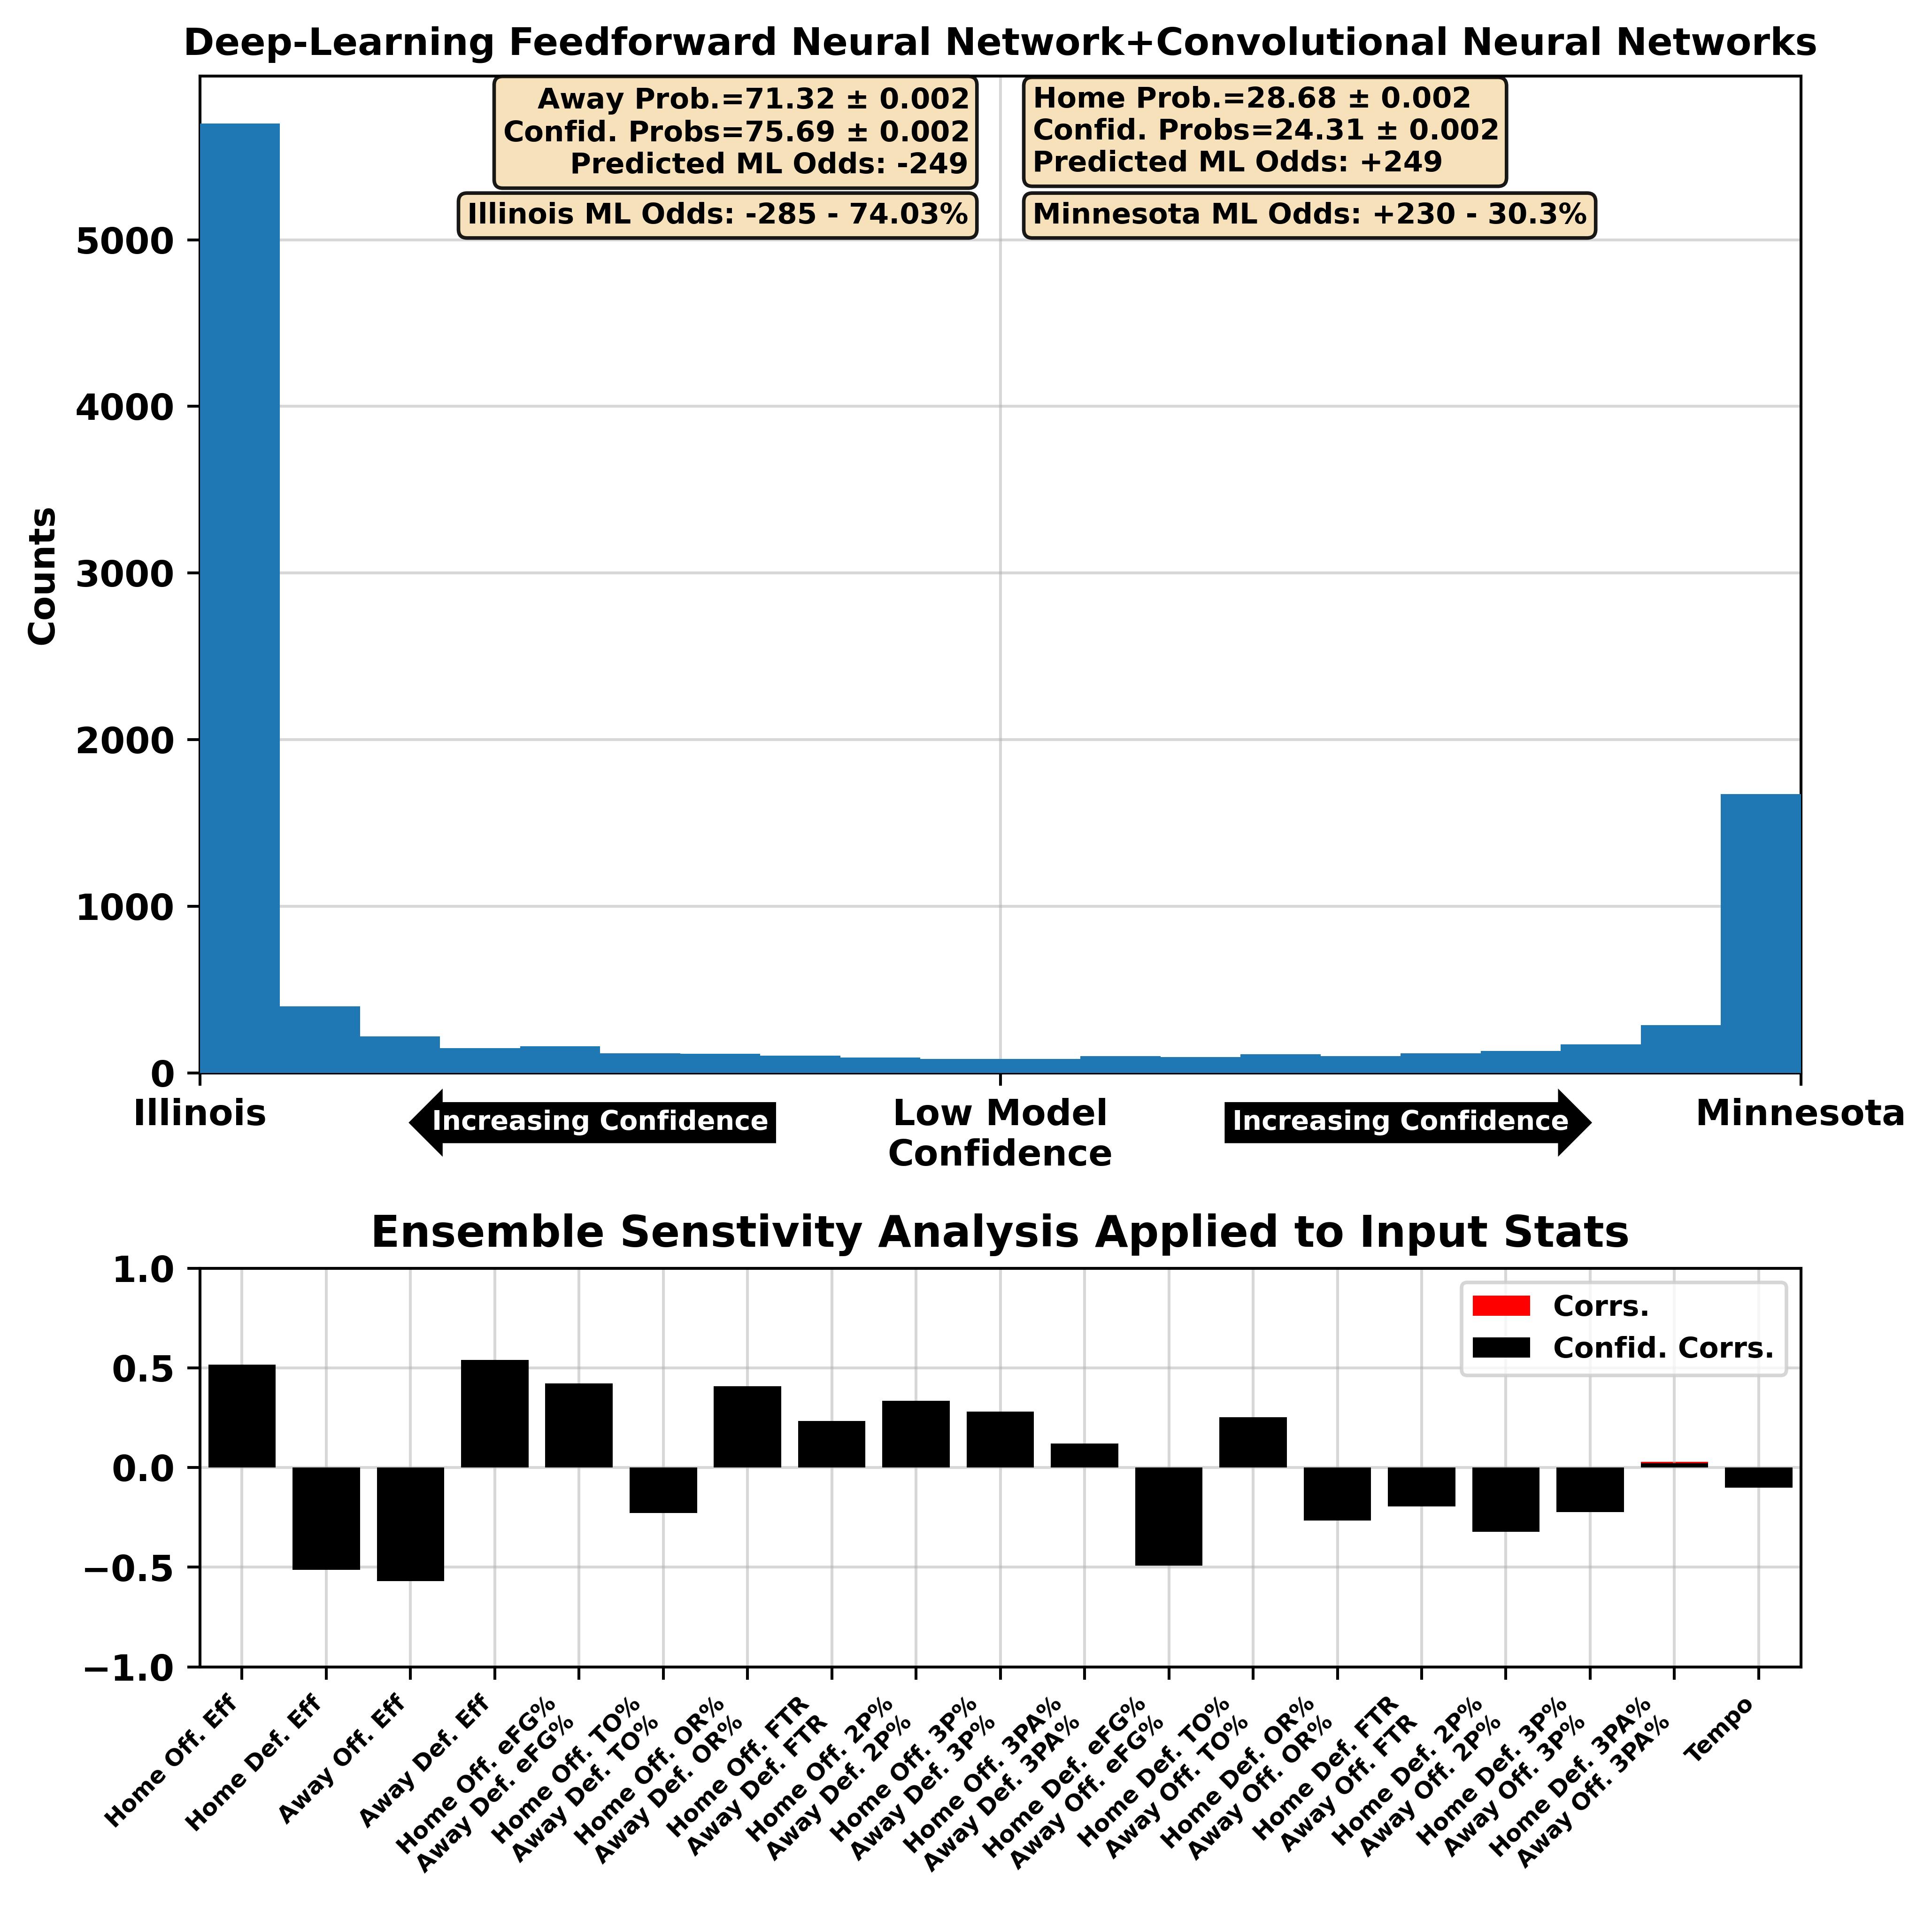 Deep-Learning Feedforward Neural Network+Convolutional Neural Networks
Away Prob.=71.32 ± 0.002
Confid. Probs=75.69 ± 0.002
Predicted ML Odds: -249
Home Prob.=28.68 ± 0.002
Confid. Probs=24.31 ± 0.002
Predicted ML Odds: +249
Illinois ML Odds: -285 - 74.03%
Minnesota ML Odds: +230 - 30.3%
Counts
5000
4000
3000
2000
1000
0
Illinois
Increasing Confidence
Low Model
Confidence
Increasing Confidence
Minnesota
Ensemble Senstivity Analysis Applied to Input Stats
1.0
0.5
0.0
−0.5
−1.0
Corrs.
Confid. Corrs.
Home Off. Eff
Home Def. Eff
Away Off. Eff
Away Def. Eff
Home Off. eFG%
Away Def. eFG%
Home Off. TO%
Away Def. TO%
Home Off. OR%
Away Def. OR%
Home Off. FTR
Away Def. FTR
Home Off. 2P%
Away Def. 2P%
Home Off. 3P%
Away Def. 3P%
Home Off. 3PA%
Away Def. 3PA%
Home Def. eFG%
Away Off. eFG%
Home Def. TO%
Away Off. TO%
Home Def. OR%
Away Off. OR%
Home Def. FTR
Away Off. FTR
Home Def. 2P%
Away Off. 2P%
Home Def. 3P%
Away Off. 3P%
Home Def. 3PA%
Away Off. 3PA%
Tempo